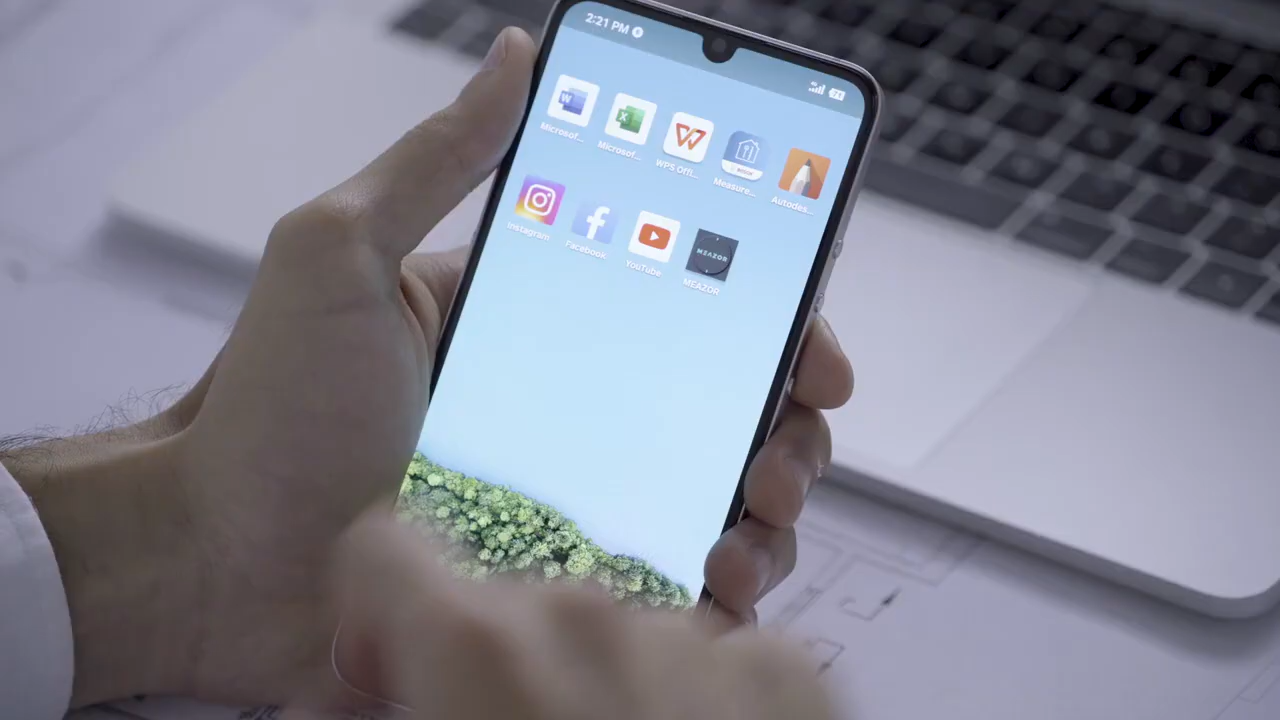 2:21 PM
Microsof...
Microsof...
WPS Offi...
Measure...
Autodes...
Instagram
Facebook
YouTube
MEAZOR
MEAZOR